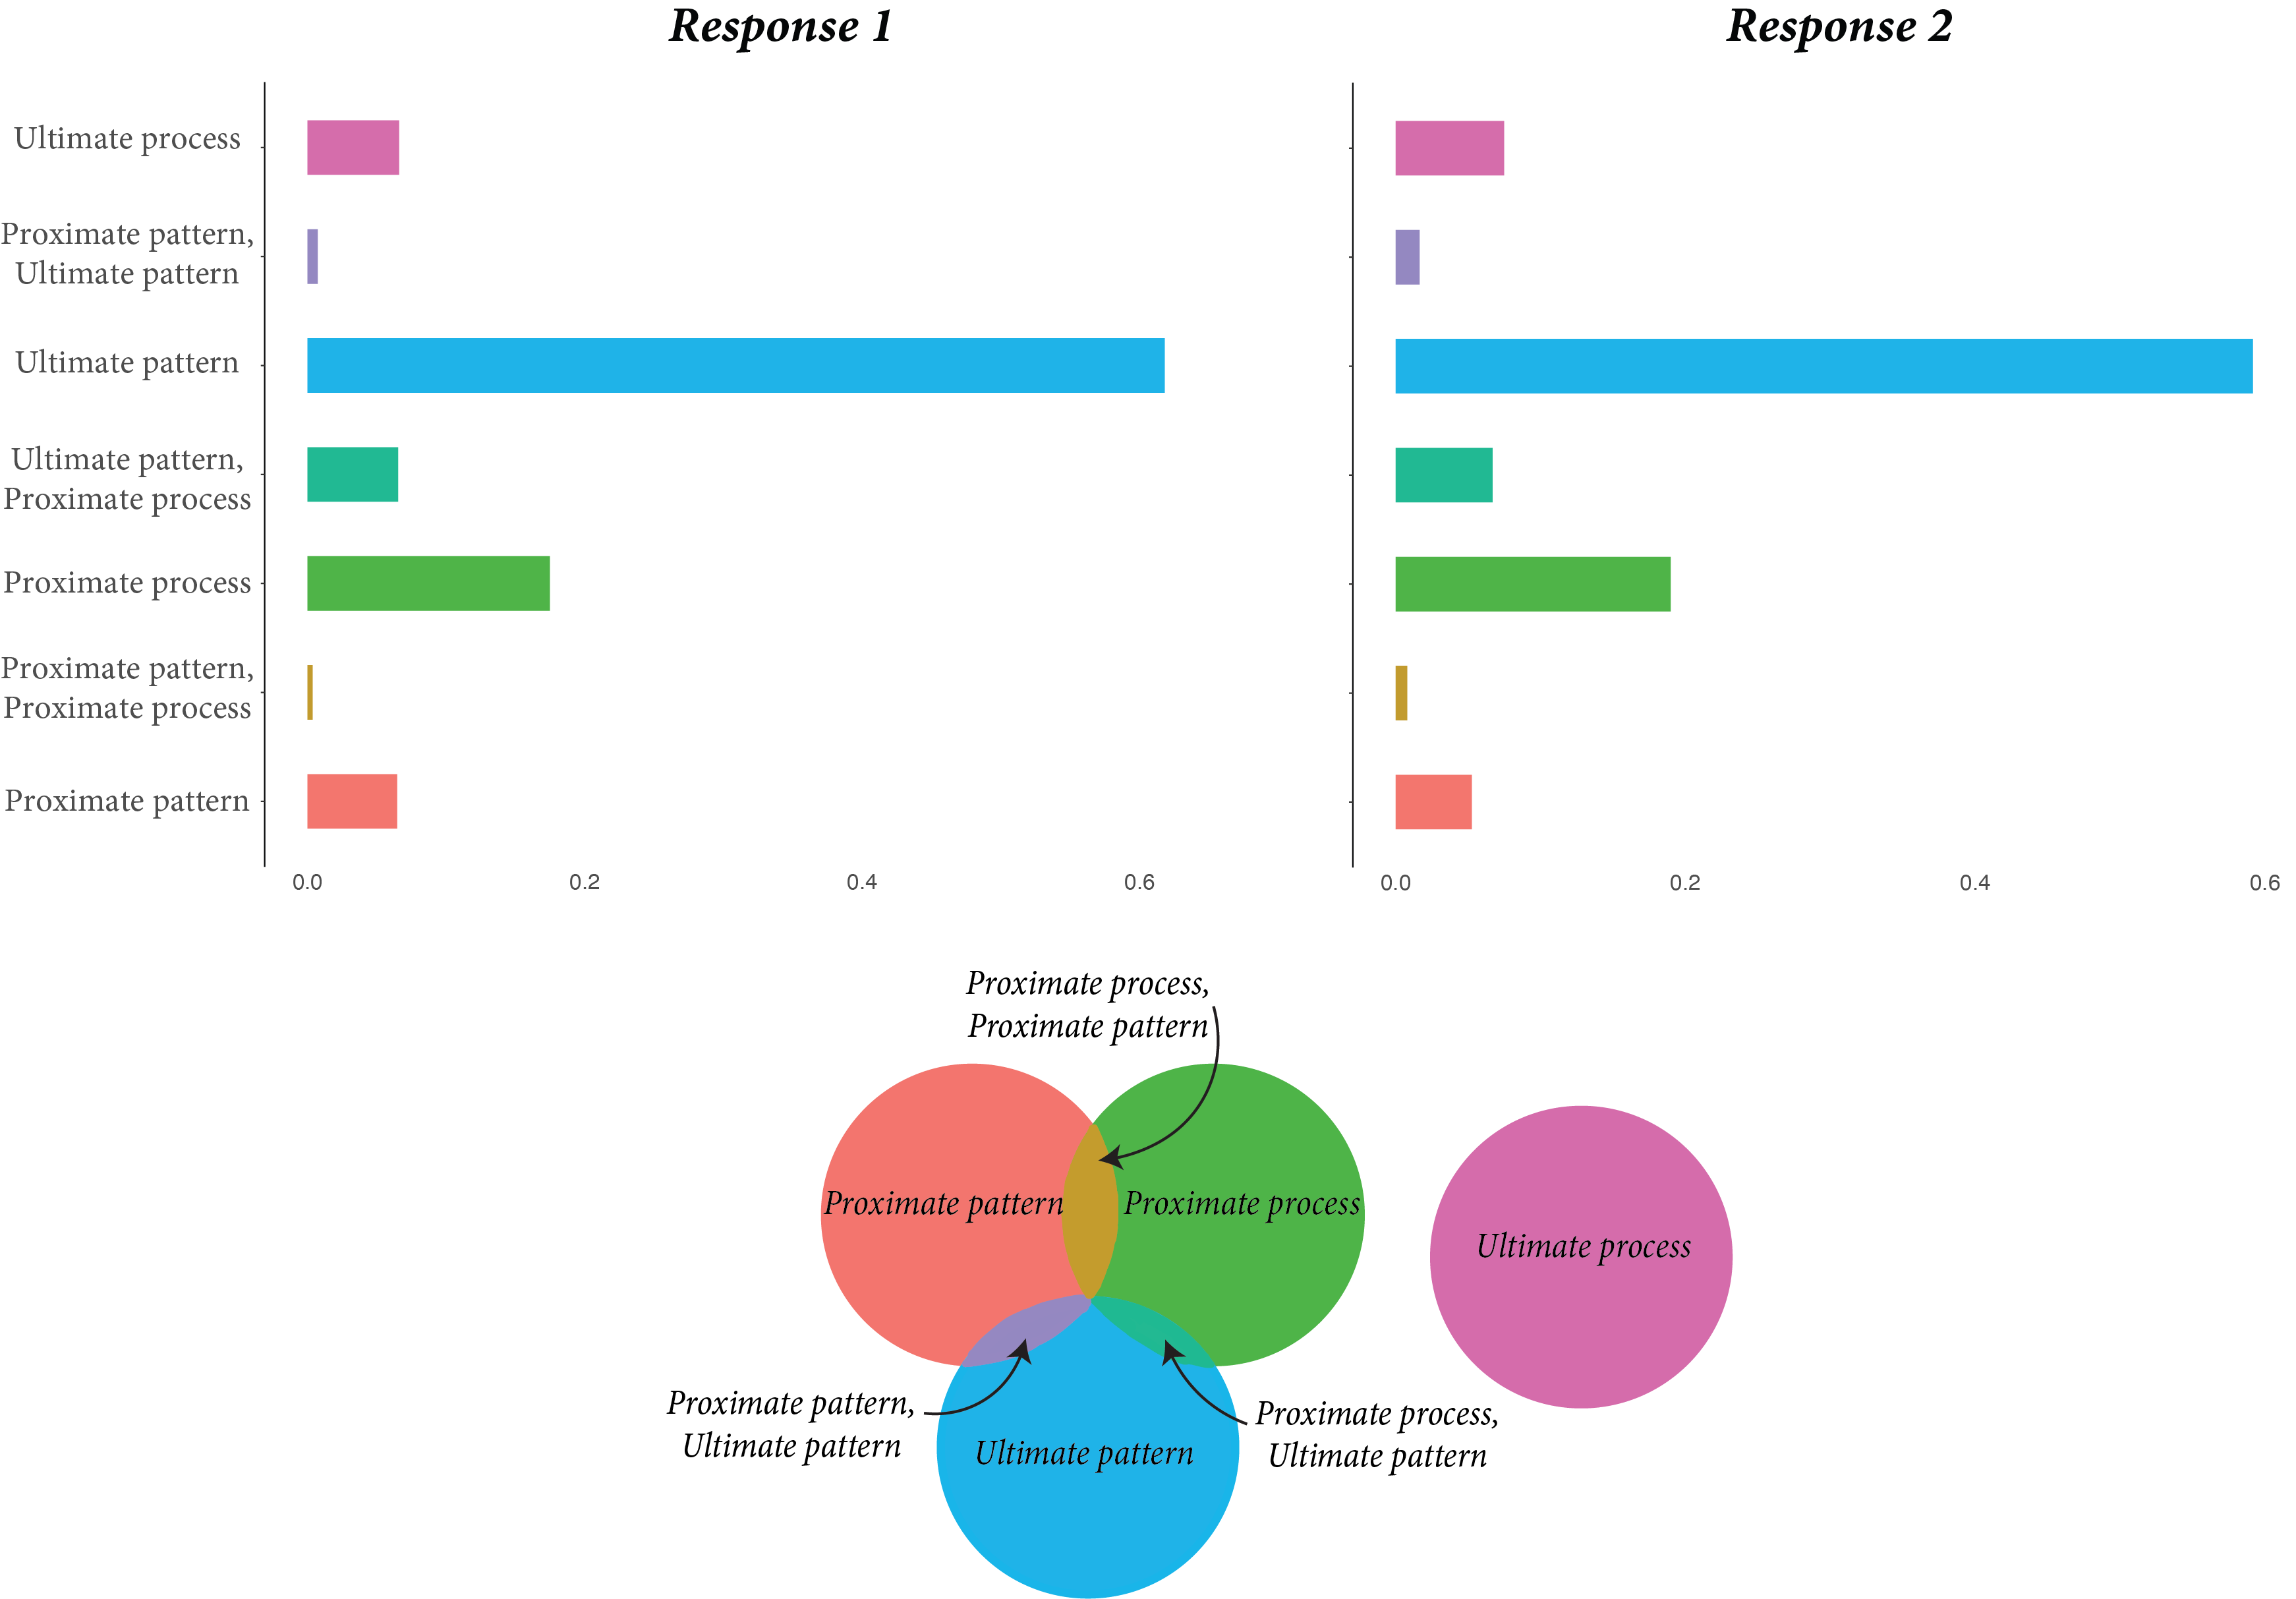 Response 1
Response 2
Ultimate process
Proximate pattern,
Ultimate pattern
Ultimate pattern
Ultimate pattern,
Proximate process
Proximate process
Proximate pattern,
Proximate process
Proximate pattern
0.0 0.2 0.4 0.6
0.0 0.2 0.4 0.6
Proximate process,
Proximate pattern
Proximate pattern
Proximate process
Ultimate process
Proximate pattern,
Ultimate pattern
Ultimate pattern
Proximate process,
Ultimate pattern